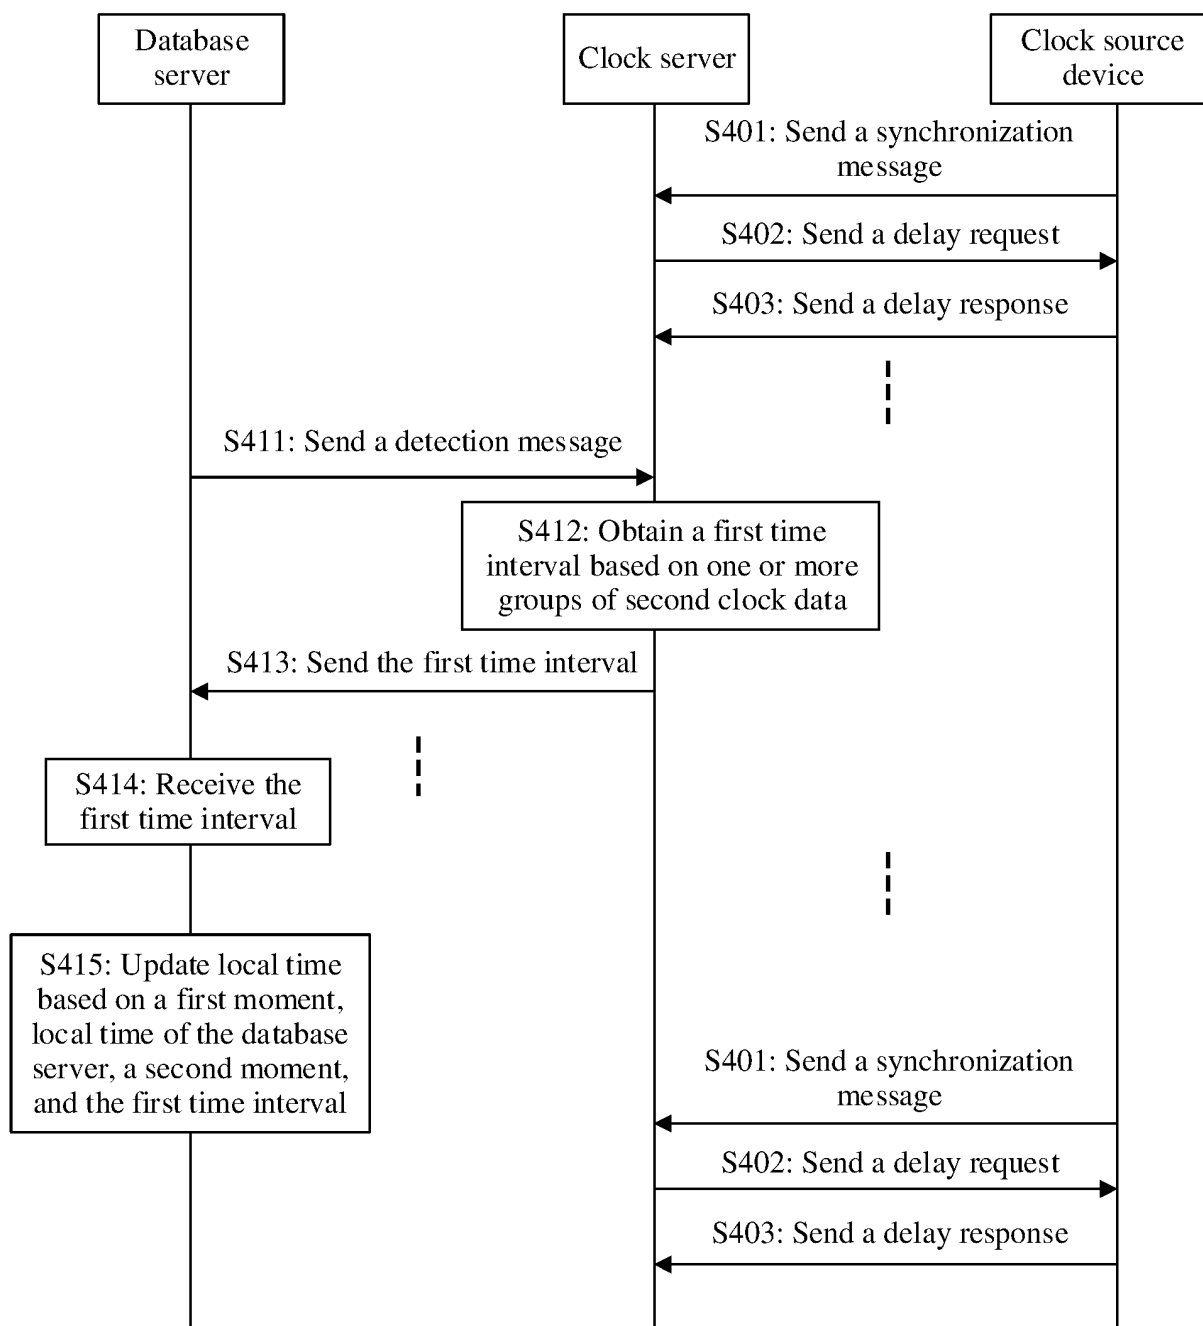 Database
server
Clock server
Clock source
device
S401: Send a synchronization
message
S402: Send a delay request
S403: Send a delay response
S411: Send a detection message
S412: Obtain a first time
interval based on one or more
groups of second clock data
S413: Send the first time interval
S414: Receive the
first time interval
S415: Update local time
based on a first moment,
local time of the database
server, a second moment,
and the first time interval
S401: Send a synchronization
message
S402: Send a delay request
S403: Send a delay response